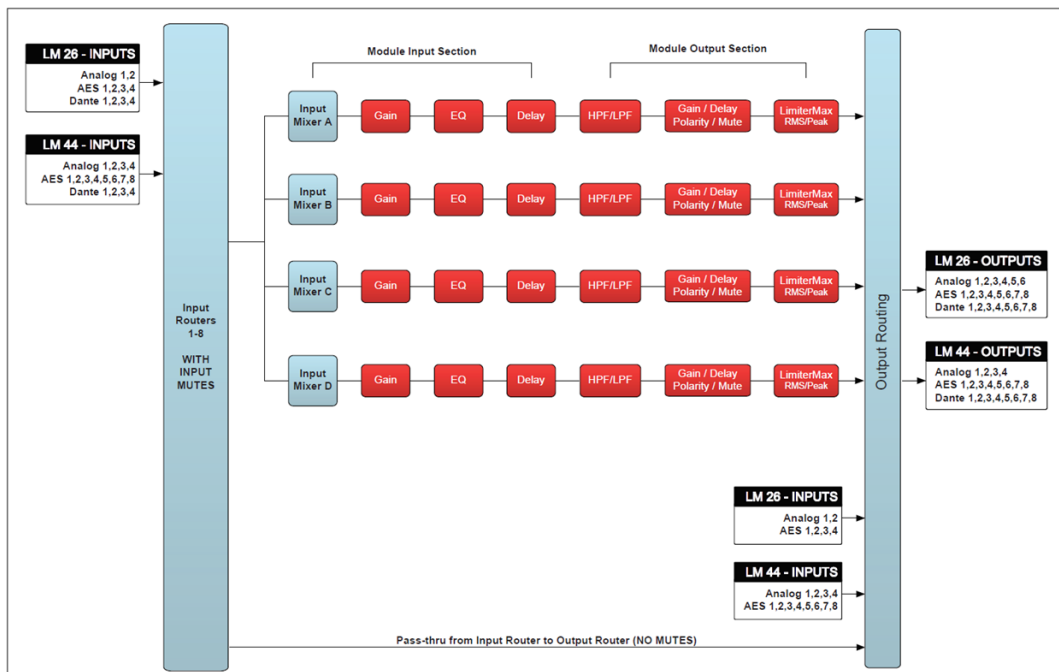 Module Input Section
Module Output Section
LM 26 - INPUTS
Analog 1,2
AES 1,2,3,4
Dante 1,2,3,4
LM 44 - INPUTS
Analog 1,2,3,4
AES 1,2,3,4,5,6,7,8
Dante 1,2,3,4
Input
Routers
1-8
WITH
INPUT
MUTES
Input
Mixer A
Gain
EQ
Delay
HPF/LPF
Gain / Delay
Polarity / Mute
LimiterMax
RMS/Peak
Input
Mixer B
Gain
EQ
Delay
HPF/LPF
Gain / Delay
Polarity / Mute
LimiterMax
RMS/Peak
Input
Mixer C
Gain
EQ
Delay
HPF/LPF
Gain / Delay
Polarity / Mute
LimiterMax
RMS/Peak
Input
Mixer D
Gain
EQ
Delay
HPF/LPF
Gain / Delay
Polarity / Mute
LimiterMax
RMS/Peak
Output Routing
LM 26 - OUTPUTS
Analog 1,2,3,4,5,6
AES 1,2,3,4,5,6,7,8
Dante 1,2,3,4,5,6,7,8
LM 44 - OUTPUTS
Analog 1,2,3,4
AES 1,2,3,4,5,6,7,8
Dante 1,2,3,4,5,6,7,8
LM 26 - INPUTS
Analog 1,2
AES 1,2,3,4
LM 44 - INPUTS
Analog 1,2,3,4
AES 1,2,3,4,5,6,7,8
Pass-thru from Input Router to Output Router (NO MUTES)